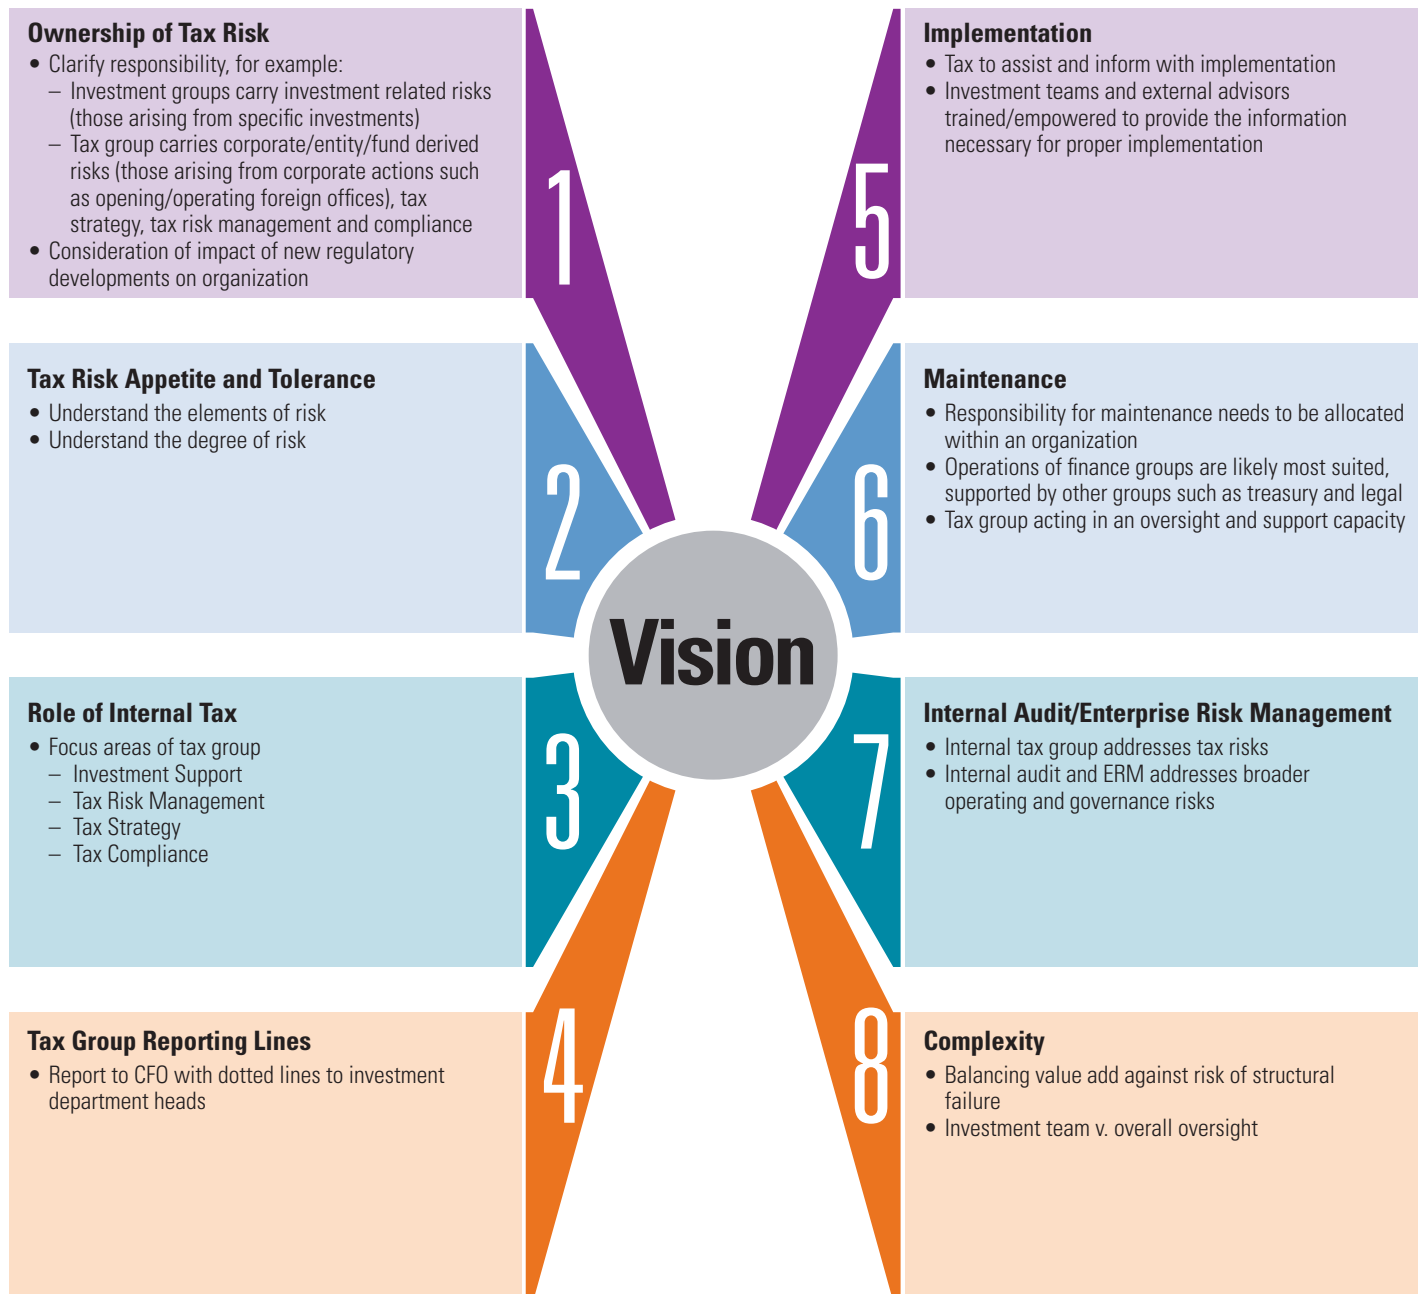 Ownership of Tax Risk
• Clarify responsibility, for example:
– Investment groups carry investment related risks
(those arising from specific investments)
– Tax group carries corporate/entity/fund derived
risks (those arising from corporate actions such
as opening/operating foreign offices), tax
strategy, tax risk management and compliance
• Consideration of impact of new regulatory
developments on organization
1
Tax Risk Appetite and Tolerance
• Understand the elements of risk
• Understand the degree of risk
2
Role of Internal Tax
• Focus areas of tax group
– Investment Support
– Tax Risk Management
– Tax Strategy
– Tax Compliance
3
Tax Group Reporting Lines
• Report to CFO with dotted lines to investment
department heads
4
Vision
5
Implementation
• Tax to assist and inform with implementation
• Investment teams and external advisors
trained/empowered to provide the information
necessary for proper implementation
6
Maintenance
• Responsibility for maintenance needs to be allocated
within an organization
• Operations of finance groups are likely most suited,
supported by other groups such as treasury and legal
• Tax group acting in an oversight and support capacity
7
Internal Audit/Enterprise Risk Management
• Internal tax group addresses tax risks
• Internal audit and ERM addresses broader
operating and governance risks
8
Complexity
• Balancing value add against risk of structural
failure
• Investment team v. overall oversight